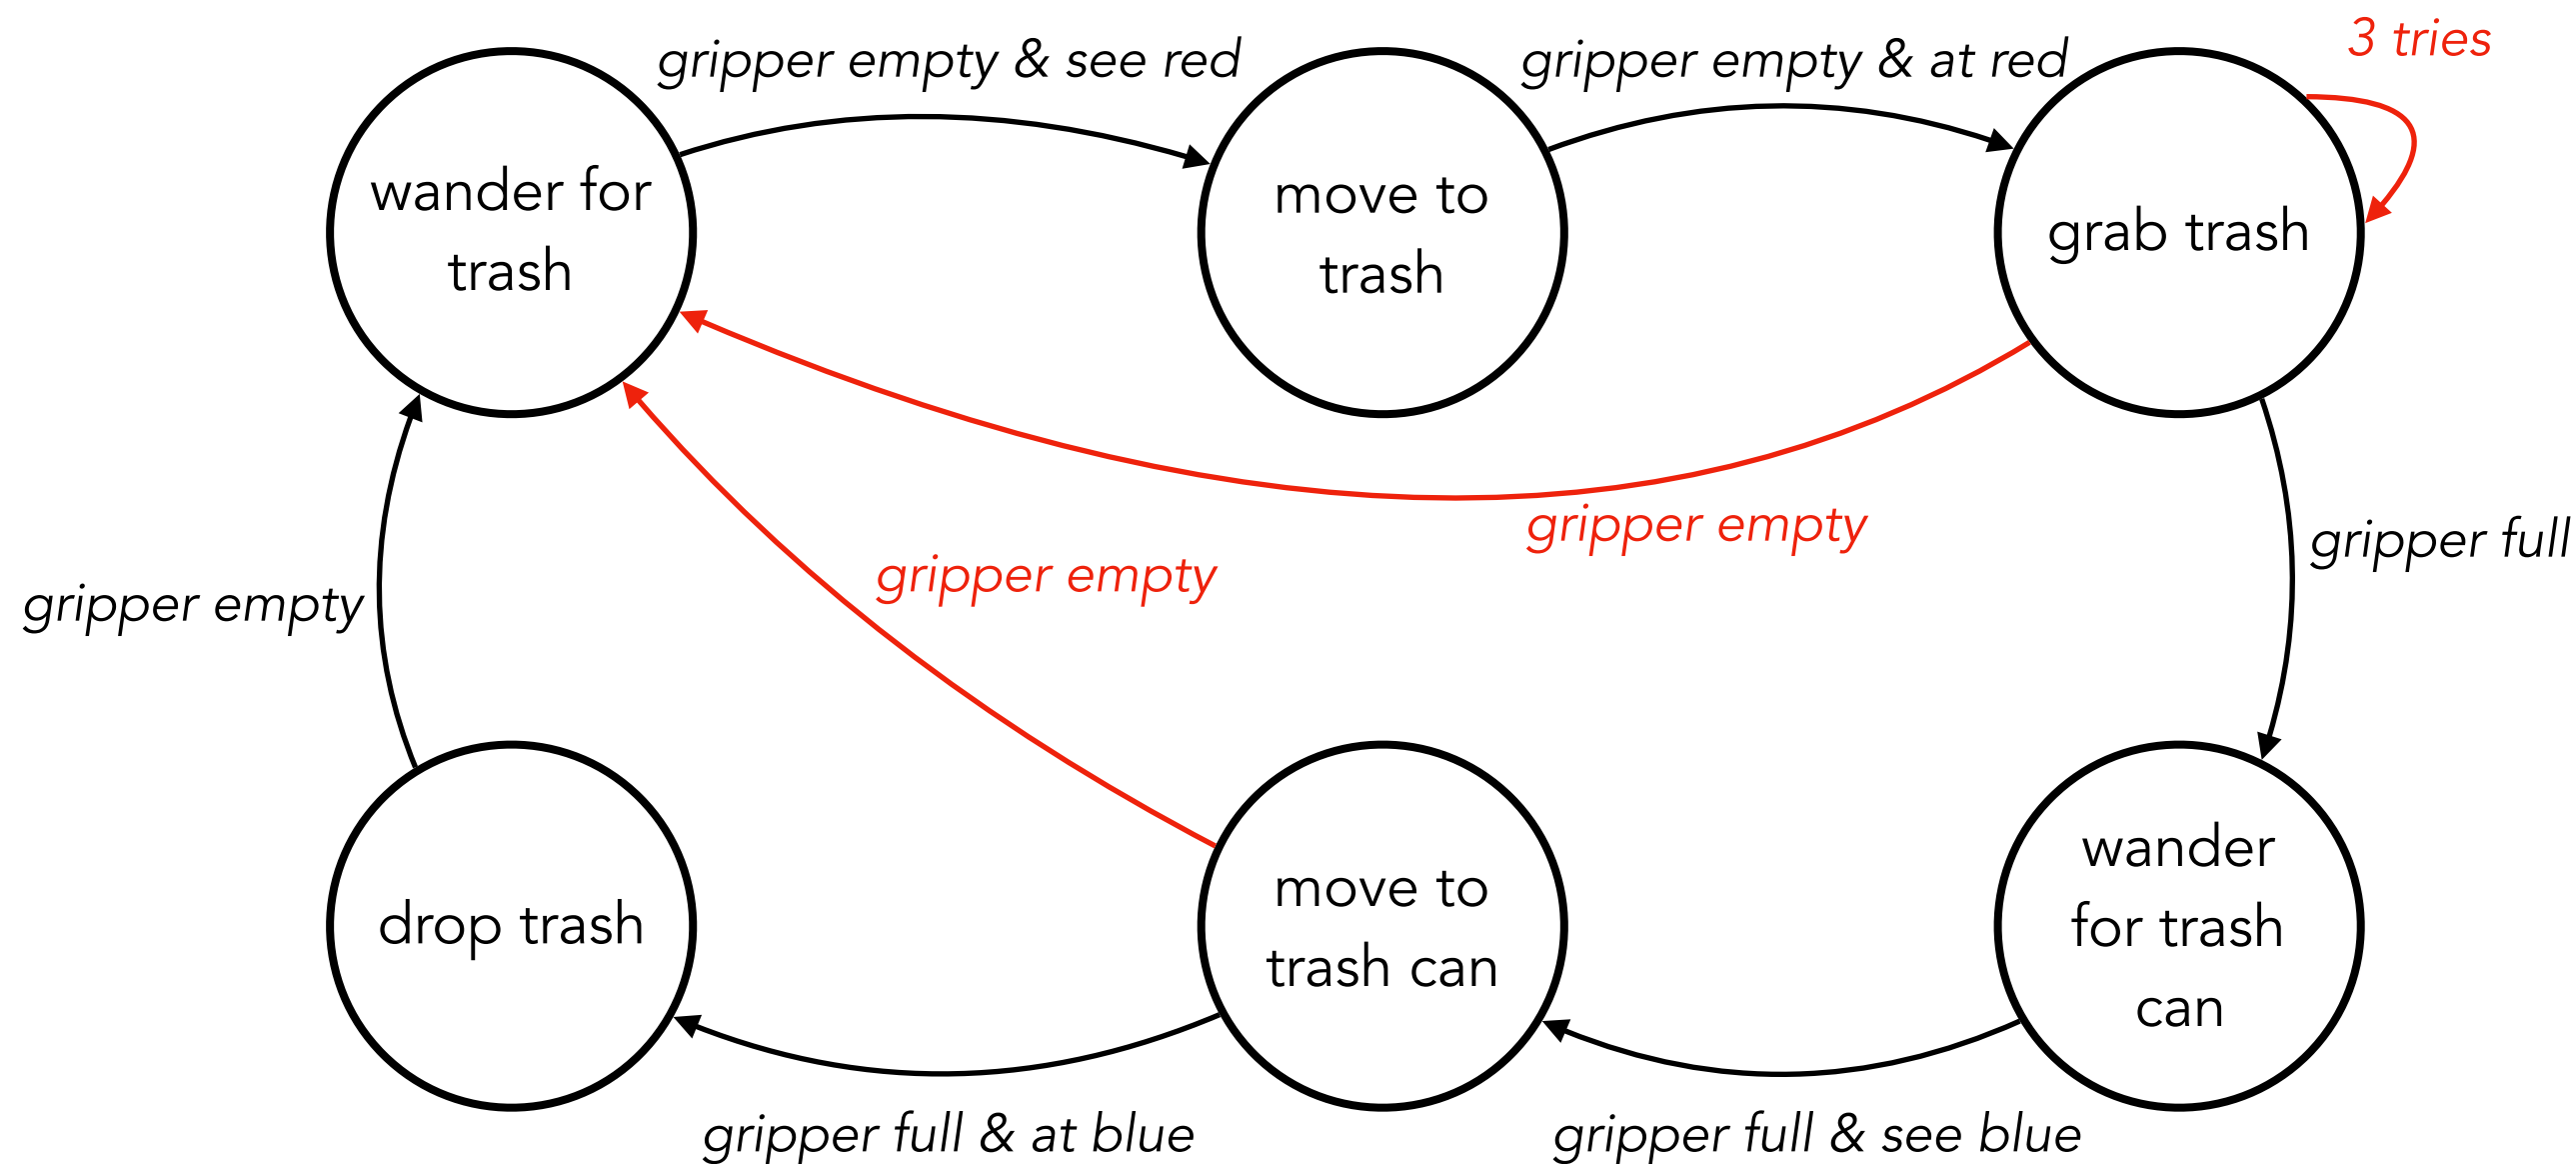 3 tries
gripper empty & see red
gripper empty & at red
wander for
trash
move to
trash
grab trash
gripper empty
gripper full
gripper empty
gripper empty
drop trash
move to
trash can
wander
for trash
can
gripper full & at blue
gripper full & see blue